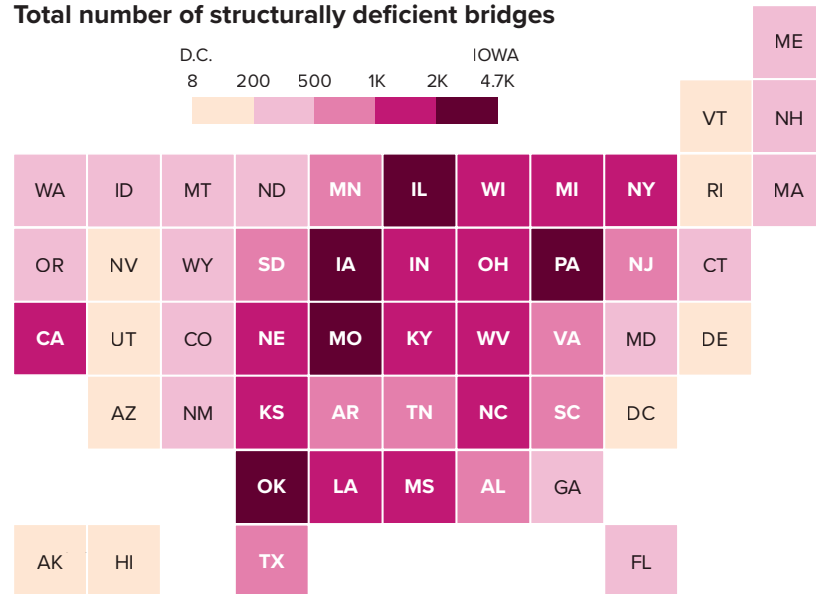 Total number of structurally deficient bridges
D.C. IOWA
8 200 500 1K 2K 4.7K
ME
VT NH
WA ID MT ND MN IL WI MI NY RI MA
OR NV WY SD IA IN OH PA NJ CT
CA UT CO NE MO KY WV VA MD DE
AZ NM KS AR TN NC SC DC
OK LA MS AL GA
AK HI TX FL